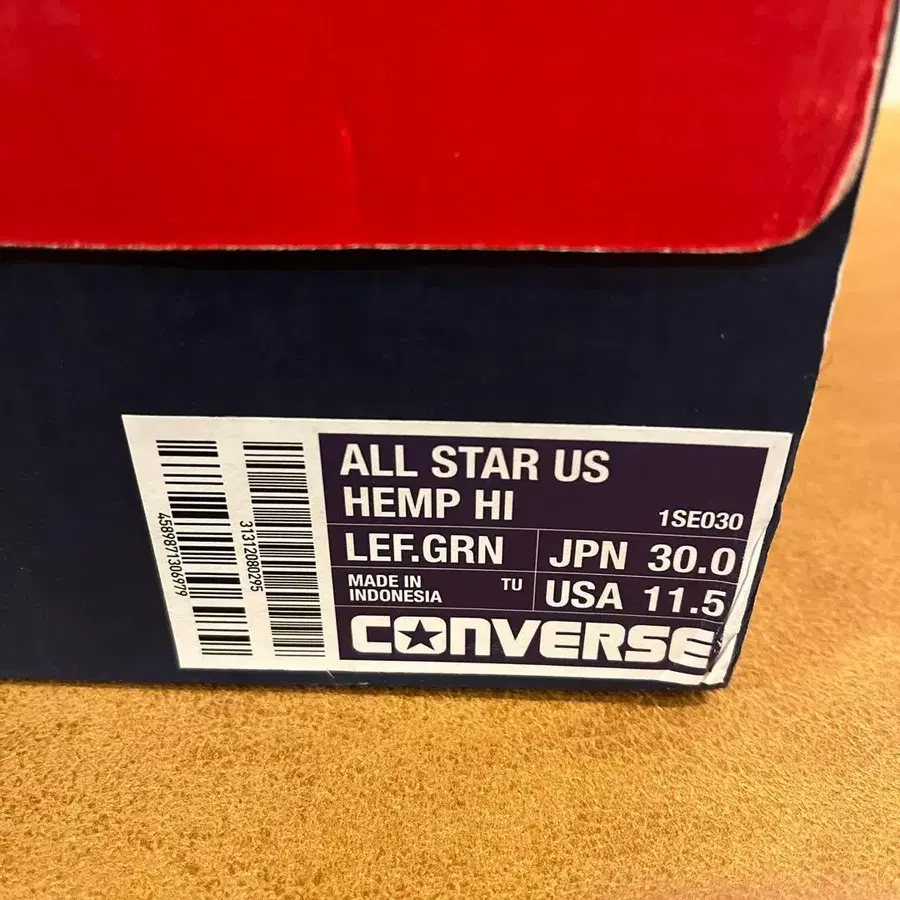 4589871306979
31312080295
ALL STAR US
HEMP HI
1SE030
LEF.GRN
JPN 30.0
MADE IN
INDONESIA
TU
USA 11.5
CONVERSE